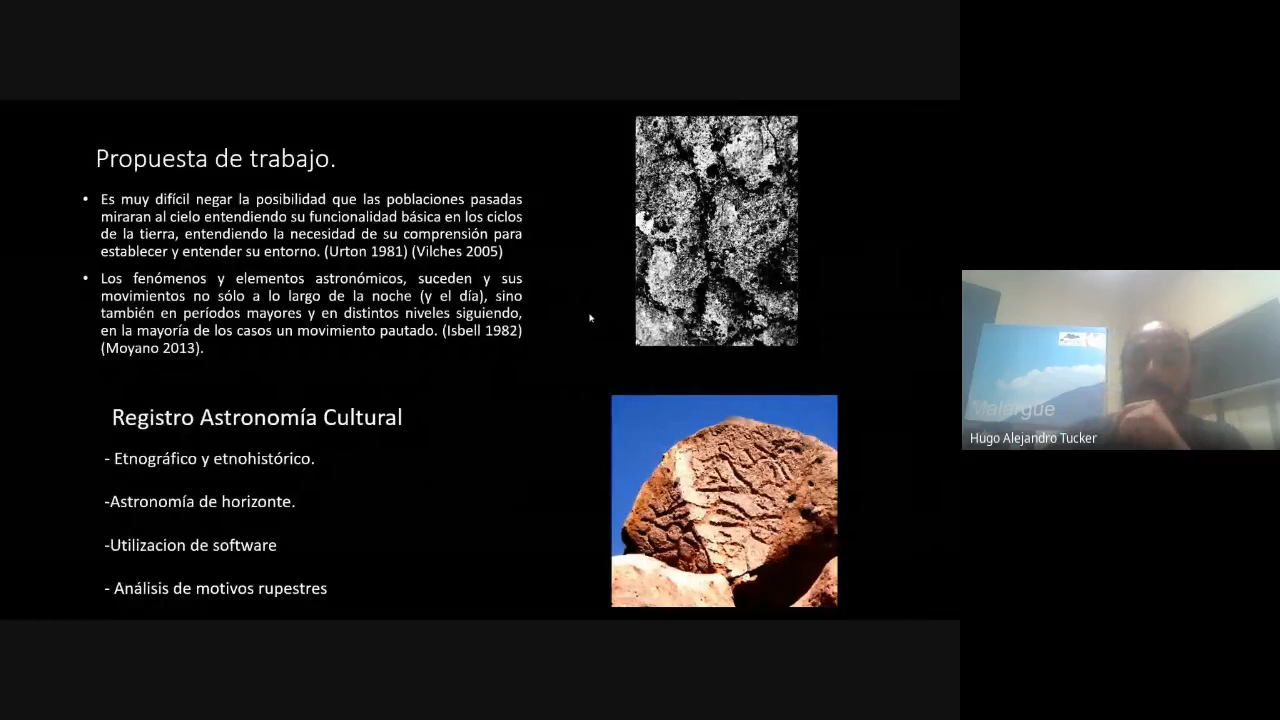 Propuesta de trabajo.
• Es muy difícil negar la posibilidad que las poblaciones pasadas
miraran al cielo entendiendo su funcionalidad básica en los ciclos
de la tierra, entendiendo la necesidad de su comprensión para
establecer y entender su entorno. (Urton 1981) (Vilches 2005)
• Los fenómenos y elementos astronómicos, suceden y sus
movimientos no sólo a lo largo de la noche (y el día), sino
también en períodos mayores y en distintos niveles siguiendo,
en la mayoría de los casos un movimiento pautado. (Isbell 1982)
(Moyano 2013).
Registro Astronomía Cultural
- Etnográfico y etnohistórico.
-Astronomía de horizonte.
-Utilizacion de software
- Análisis de motivos rupestres
Malargüe
Hugo Alejandro Tucker